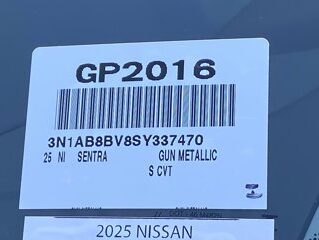 GP2016
3N1AB8BV8SY337470
25 NI SENTRA GUN METALLIC
S CVT
2025 NISSAN